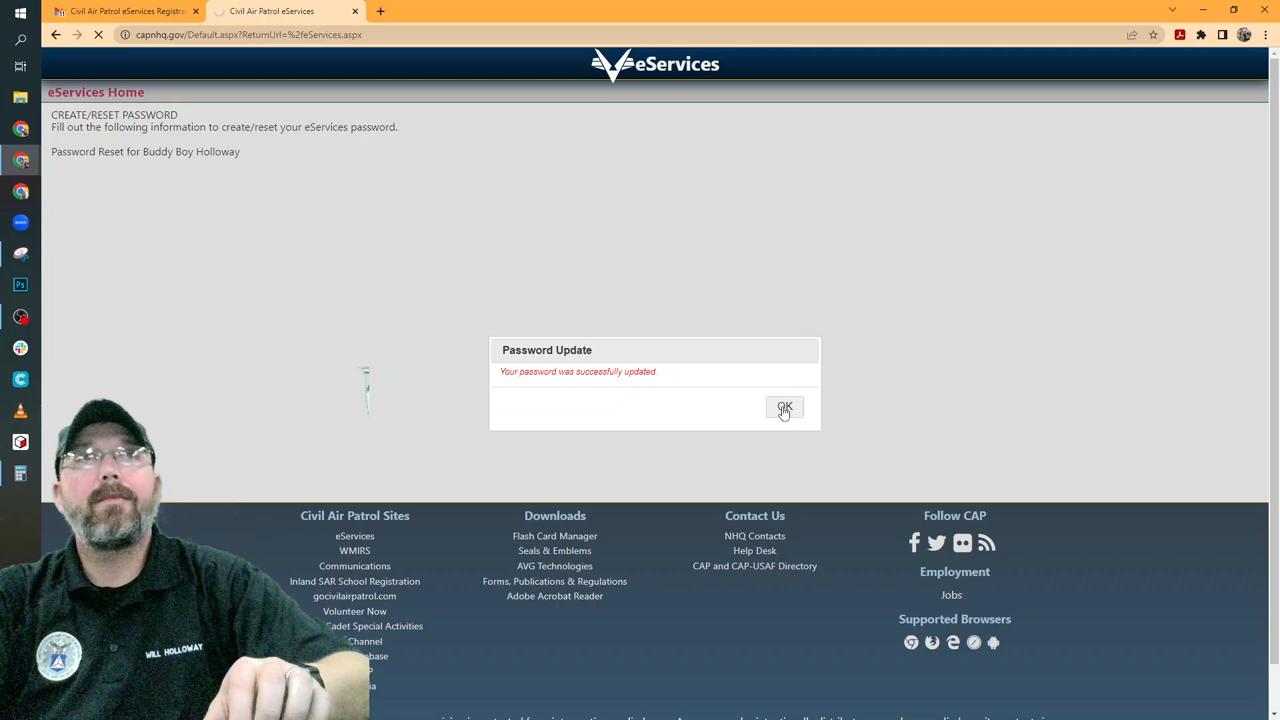 Civil Air Patrol eServices Registra
Civil Air Patrol eServices
capnhq.gov/Default.aspx?ReturnUrl=%2feServices.aspx
eServices
eServices Home
CREATE/RESET PASSWORD
Fill out the following information to create/reset your eServices password.
Password Reset for Buddy Boy Holloway
zoom
Ps
Password Update
Your password was successfully updated.
OK
Civil Air Patrol Sites
eServices
WMIRS
Communications
Inland SAR School Registration
gocivilairpatrol.com
Volunteer Now
Cadet Special Activities
Channel
Downloads
Flash Card Manager
Seals & Emblems
AVG Technologies
Forms, Publications & Regulations
Adobe Acrobat Reader
Contact Us
NHQ Contacts
Help Desk
CAP and CAP-USAF Directory
Follow CAP
Employment
Jobs
Supported Browsers
WILL HOLLOWAY